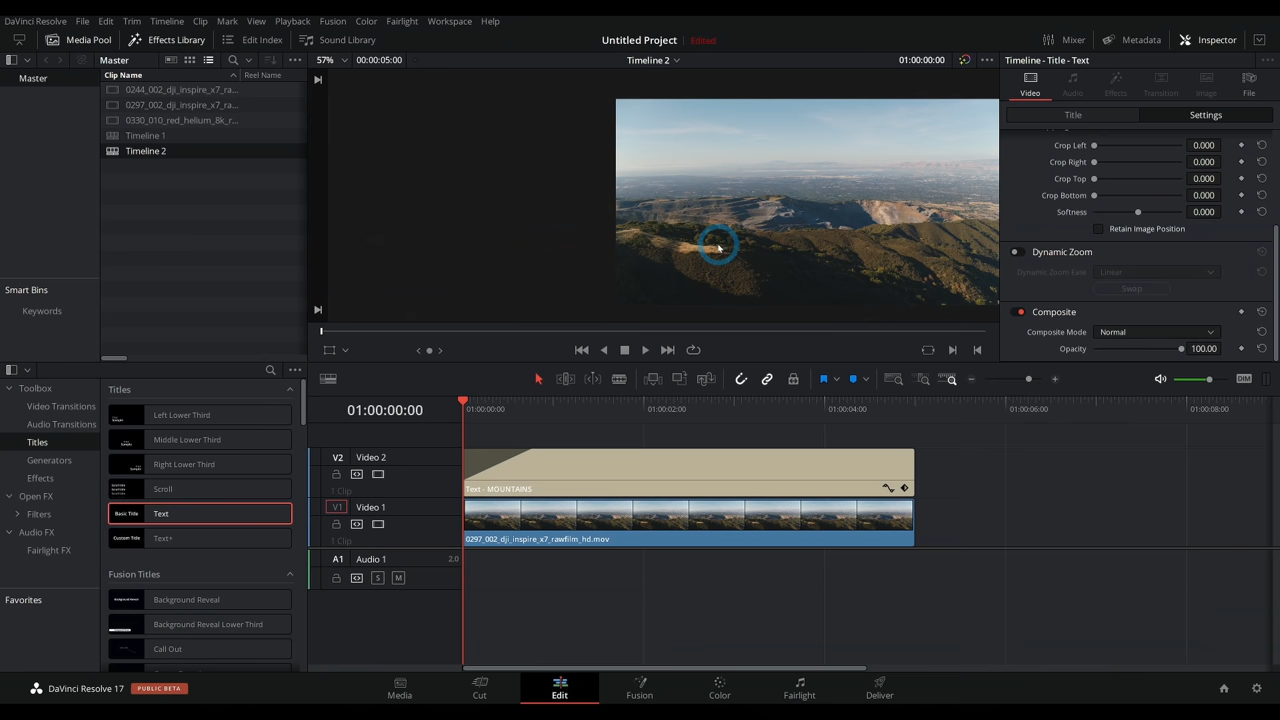 DaVinci Resolve File Edit Trim Timeline Clip Mark View Playback Fusion Color Fairlight Workspace Help
Media Pool Effects Library Edit Index Sound Library Untitled Project Edited Mixer Metadata Inspector
Master 57% 00:00:05:00 Timeline 2 01:00:00:00 Timeline - Title - Text
Master
Clip Name Reel Name
0244_002_dji_inspire_x7_ra...
0297_002_dji_inspire_x7_ra...
0330_010_red_helium_8k_r...
Timeline 1
Timeline 2
Smart Bins
Keywords
Video Audio Effects Transition Image File
Title Settings
Crop Left 0.000
Crop Right 0.000
Crop Top 0.000
Crop Bottom 0.000
Softness 0.000
Retain Image Position
Dynamic Zoom
Dynamic Zoom Ease Linear
Swap
Composite
Composite Mode Normal
Opacity 100.00
Toolbox
Video Transitions
Audio Transitions
Titles
Generators
Effects
Open FX
Filters
Audio FX
Fairlight FX
Favorites
Titles
Left Lower Third
Middle Lower Third
Right Lower Third
Scroll
Basic Title Text
Custom Title Text+
Fusion Titles
Background Reveal Background Reveal
Background Reveal Lower Third
Call Out
DIM
01:00:00:00
01:00:00:00 01:00:02:00 01:00:04:00 01:00:06:00 01:00:08:00
V2 Video 2
1 Clip
Text - MOUNTAINS
V1 Video 1
1 Clip
0297_002_dji_inspire_x7_rawfilm_hd.mov
A1 Audio 1 2.0
S M
DaVinci Resolve 17 PUBLIC BETA
Media Cut Edit Fusion Color Fairlight Deliver